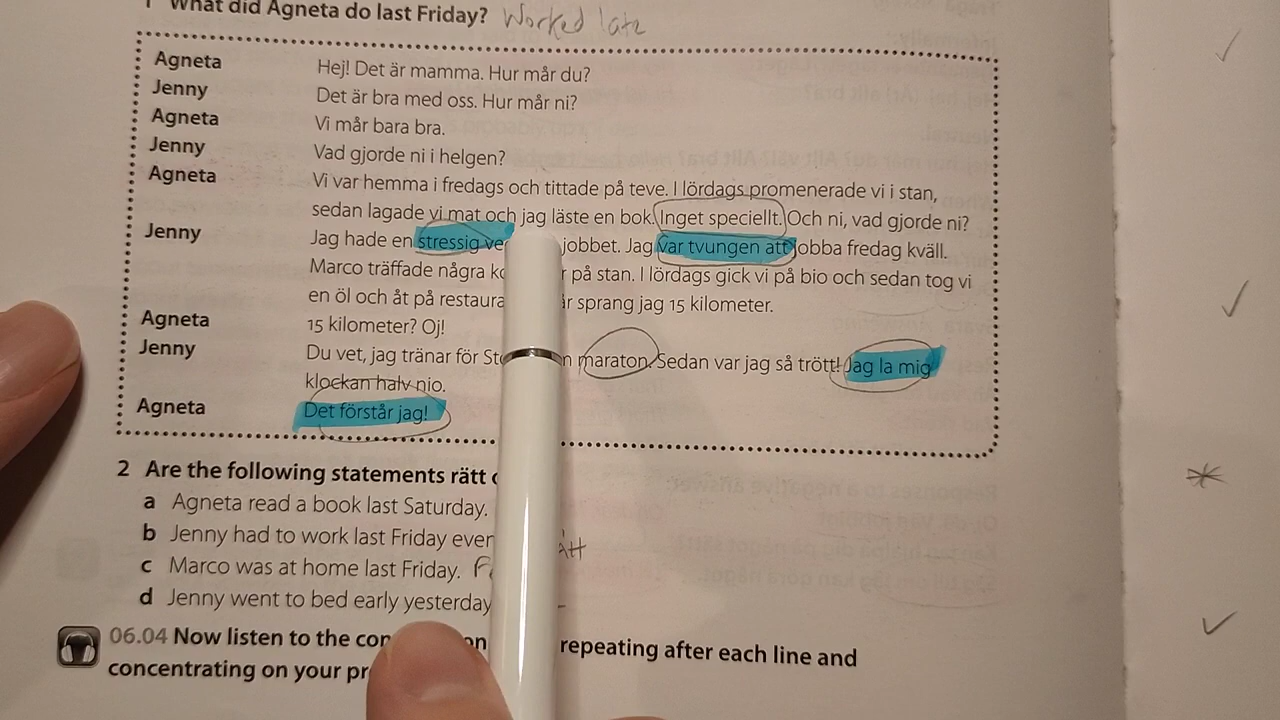 1 What did Agneta do last Friday? Worked late
Agneta Hej! Det är mamma. Hur mår du?
Jenny Det är bra med oss. Hur mår ni?
Agneta Vi mår bara bra.
Jenny Vad gjorde ni i helgen?
Agneta Vi var hemma i fredags och tittade på teve. I lördags promenerade vi i stan,
sedan lagade vi mat och jag läste en bok. Inget speciellt. Och ni, vad gjorde ni?
Jenny Jag hade en stressig jobbet. Jag var tvungen att jobba fredag kväll.
Marco träffade några på stan. I lördags gick vi på bio och sedan tog vi
en öl och åt på sprang jag 15 kilometer.
Agneta 15 kilometer? Oj!
Jenny Du vet, jag tränar för maraton. Sedan var jag så trött! Jag la mig
klockan halv nio.
Agneta Det förstår jag!
2 Are the following statements rätt
a Agneta read a book last Saturday.
b Jenny had to work last Friday
c Marco was at home last Friday.
d Jenny went to bed early yesterday
06.04 Now listen to the repeating after each line and
concentrating on your